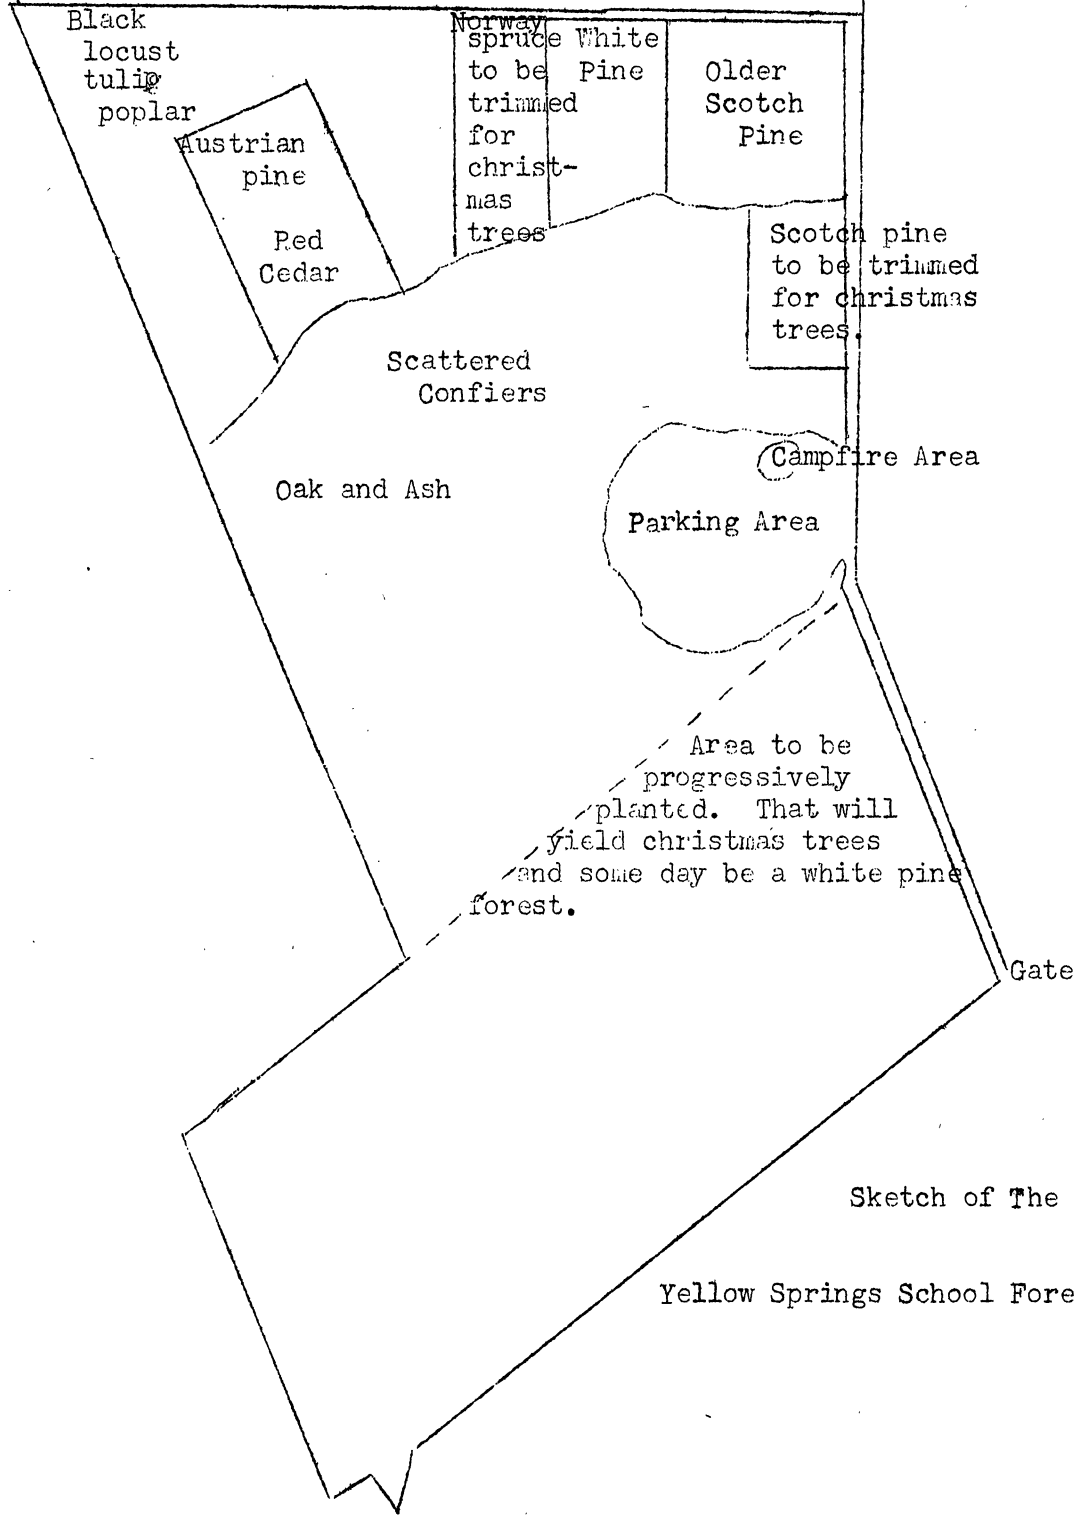 Black
locust
tulip
poplar
Austrian
pine
Red
Cedar
Norway
spruce
to be
trimmed
for
christ-
mas
trees
White
Pine
Older
Scotch
Pine
Scotch pine
to be trimmed
for christmas
trees.
Scattered
Confiers
Campfire Area
Oak and Ash
Parking Area
Area to be
progressively
planted. That will
yield christmas trees
and some day be a white pine
forest.
Gate
Sketch of The
Yellow Springs School Fore